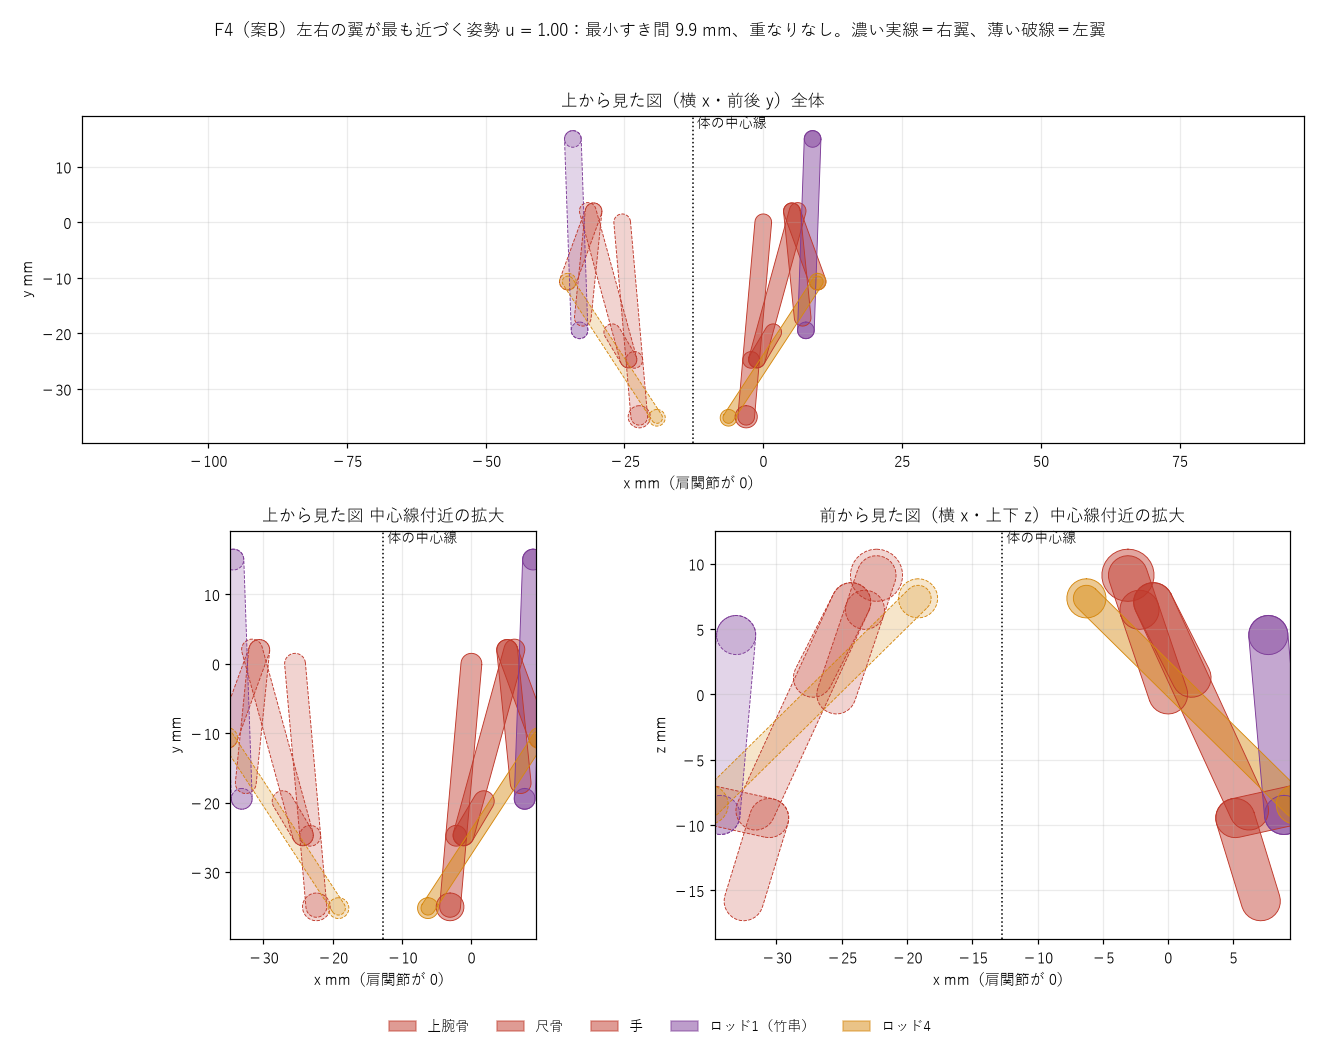 F4（案B）左右の翼が最も近づく姿勢 u = 1.00：最小すき間 9.9 mm、重なりなし。濃い実線＝右翼、薄い破線＝左翼
上から見た図（横 x・前後 y）全体
体の中心線
10
0
−10
−20
−30
y mm
−100
−75
−50
−25
0
25
50
75
x mm（肩関節が 0）
上から見た図 中心線付近の拡大
体の中心線
10
0
−10
−20
−30
y mm
−30
−20
−10
0
x mm（肩関節が 0）
前から見た図（横 x・上下 z）中心線付近の拡大
体の中心線
10
5
0
−5
−10
−15
z mm
−30
−25
−20
−15
−10
−5
0
5
x mm（肩関節が 0）
上腕骨
尺骨
手
ロッド1（竹串）
ロッド4